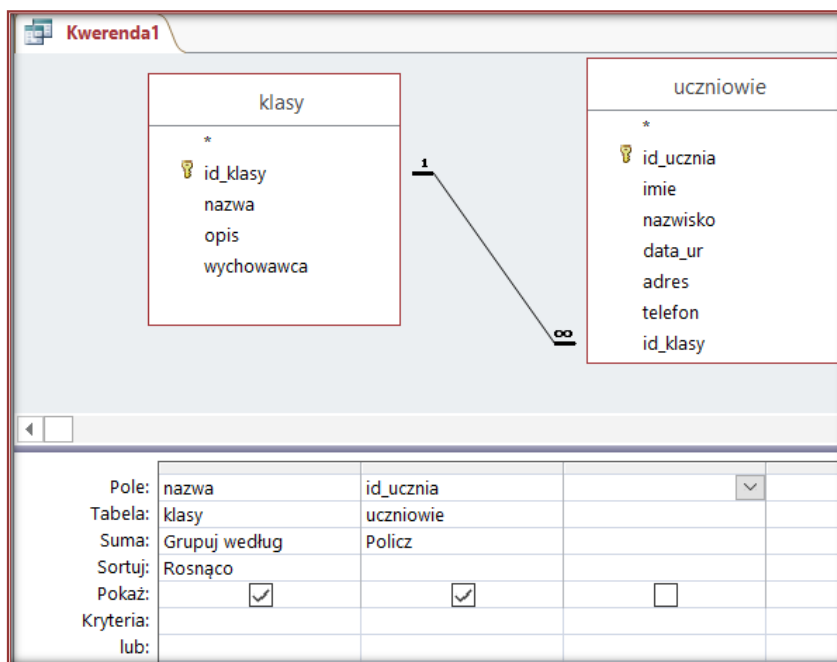 Kwerenda1
klasy
*
id_klasy
nazwa
opis
wychowawca
1
∞
uczniowie
*
id_ucznia
imie
nazwisko
data_ur
adres
telefon
id_klasy
Pole: nazwa id_ucznia
Tabela: klasy uczniowie
Suma: Grupuj według Policz
Sortuj: Rosnąco
Pokaż:
Kryteria:
lub: